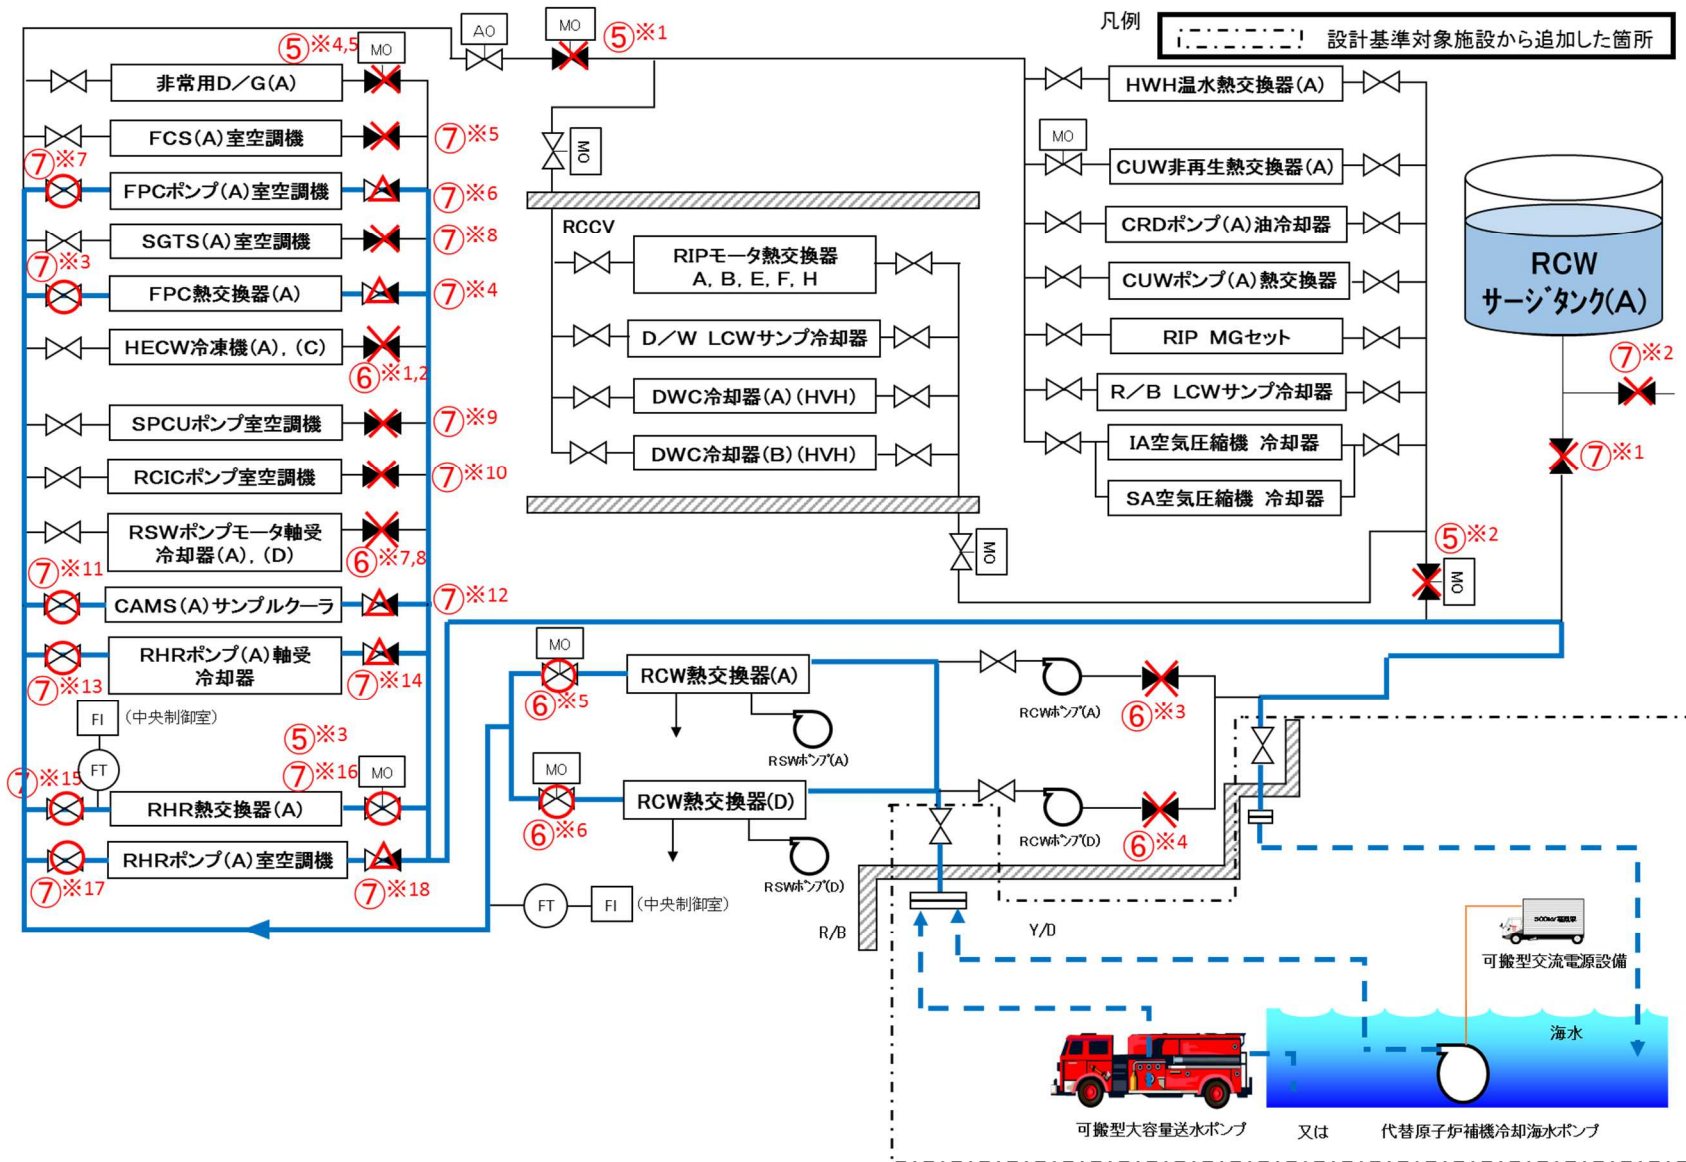 凡例
設計基準対象施設から追加した箇所
AO
MO
⑤※1
⑤※4,5
MO
非常用D/G(A)
FCS(A)室空調機
⑦※5
⑦※7
FPCポンプ(A)室空調機
⑦※6
SGTS(A)室空調機
⑦※8
⑦※3
FPC熱交換器(A)
⑦※4
HECW冷凍機(A), (C)
⑥※1,2
SPCUポンプ室空調機
⑦※9
RCICポンプ室空調機
⑦※10
RSWポンプモータ軸受
冷却器(A), (D)
⑥※7,8
⑦※11
CAMS(A)サンプルクーラ
⑦※12
RHRポンプ(A)軸受
冷却器
⑦※13
⑦※14
FI
(中央制御室)
FT
⑤※3
⑦※16
MO
⑦※15
RHR熱交換器(A)
RHRポンプ(A)室空調機
⑦※17
⑦※18
MO
RCCV
RIPモータ熱交換器
A, B, E, F, H
D/W LCWサンプ冷却器
DWC冷却器(A)(HVH)
DWC冷却器(B)(HVH)
MO
HWH温水熱交換器(A)
MO
CUW非再生熱交換器(A)
CRDポンプ(A)油冷却器
CUWポンプ(A)熱交換器
RIP MGセット
R/B LCWサンプ冷却器
IA空気圧縮機 冷却器
SA空気圧縮機 冷却器
⑤※2
MO
RCW
サージタンク(A)
⑦※2
⑦※1
MO
⑥※5
RCW熱交換器(A)
RSWポンプ(A)
RCWポンプ(A)
⑥※3
MO
⑥※6
RCW熱交換器(D)
RSWポンプ(D)
RCWポンプ(D)
⑥※4
FT
FI
(中央制御室)
R/B
Y/D
可搬型交流電源設備
海水
可搬型大容量送水ポンプ
又は
代替原子炉補機冷却海水ポンプ